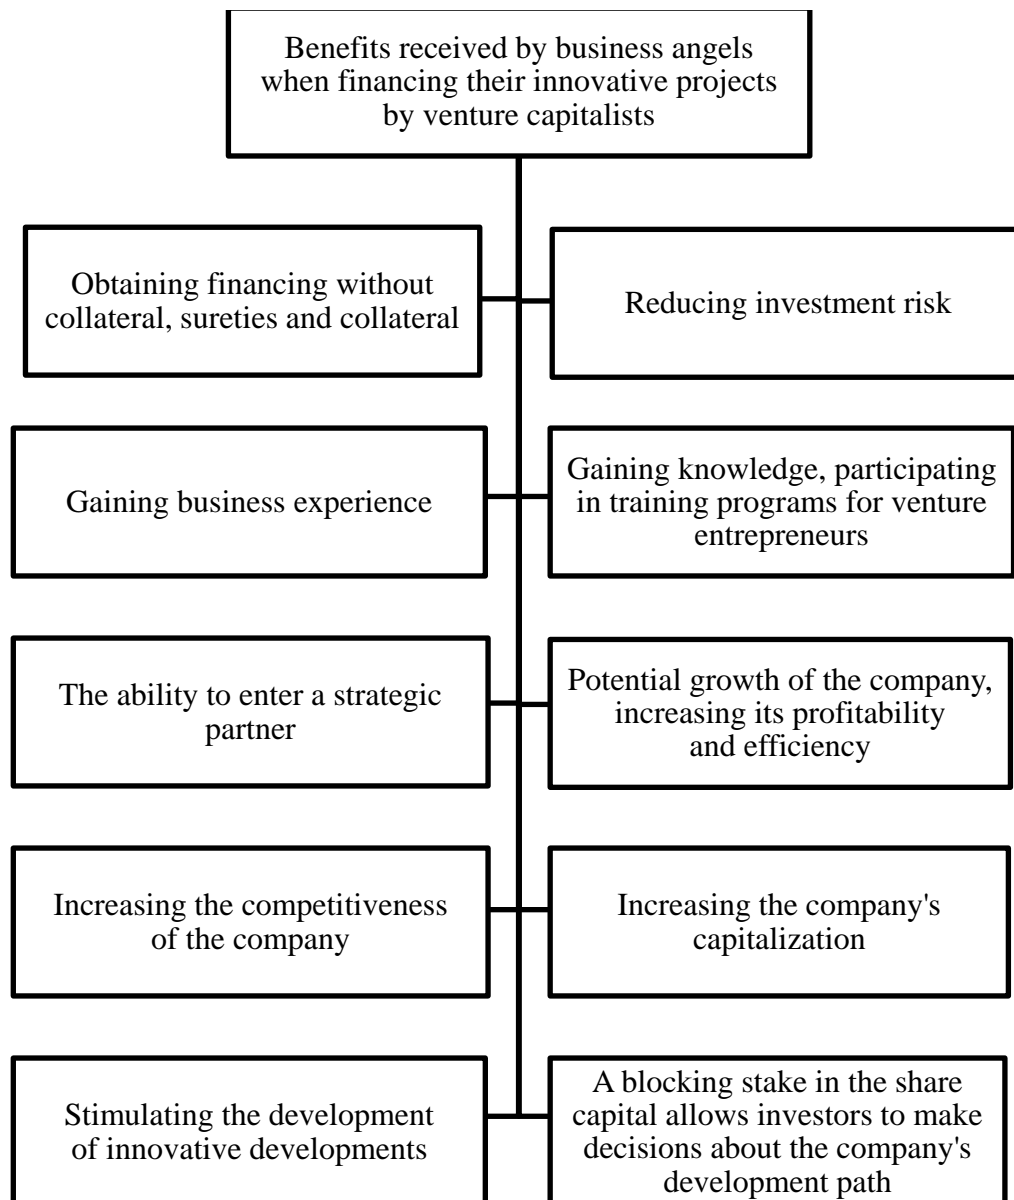 Benefits received by business angels
when financing their innovative projects
by venture capitalists
Obtaining financing without
collateral, sureties and collateral
Reducing investment risk
Gaining business experience
Gaining knowledge, participating
in training programs for venture
entrepreneurs
The ability to enter a strategic
partner
Potential growth of the company,
increasing its profitability
and efficiency
Increasing the competitiveness
of the company
Increasing the company's
capitalization
Stimulating the development
of innovative developments
A blocking stake in the share
capital allows investors to make
decisions about the company's
development path